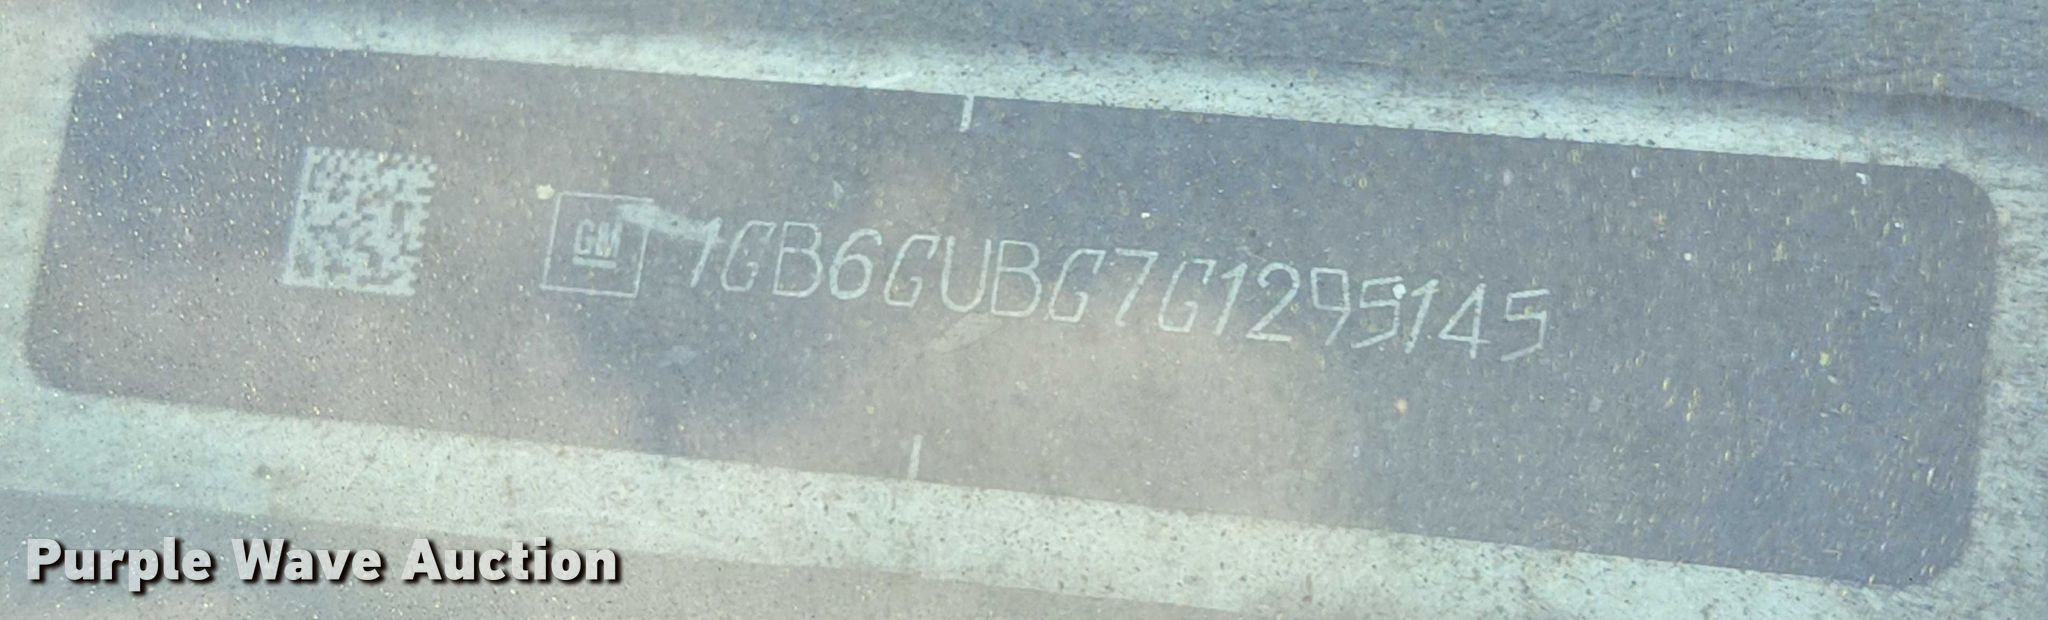 GM 1GB6GUBG7G1295145
Purple Wave Auction